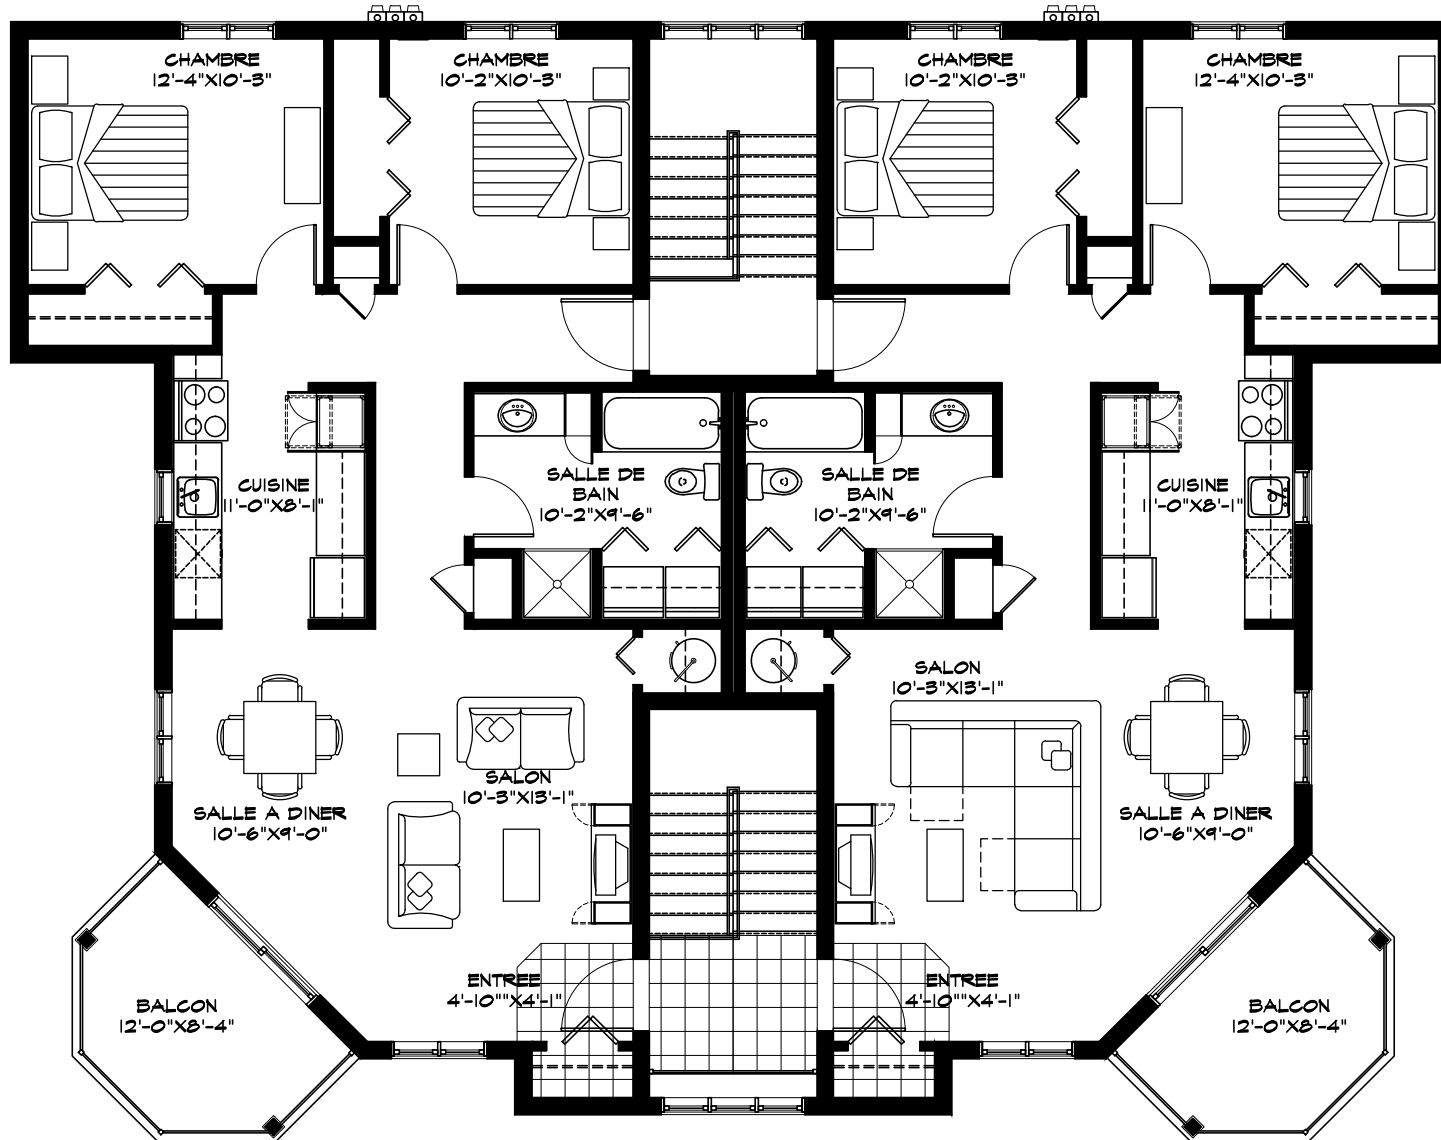 CHAMBRE
12'-4"X10'-3"
CHAMBRE
10'-2"X10'-3"
CHAMBRE
10'-2"X10'-3"
CHAMBRE
12'-4"X10'-3"
CUISINE
11'-0"X8'-1"
SALLE DE
BAIN
10'-2"X9'-6"
SALLE DE
BAIN
10'-2"X9'-6"
CUISINE
11'-0"X8'-1"
SALON
10'-3"X13'-1"
SALON
10'-3"X13'-1"
SALLE A DINER
10'-6"X9'-0"
SALLE A DINER
10'-6"X9'-0"
ENTREE
4'-10""X4'-1"
ENTREE
4'-10""X4'-1"
BALCON
12'-0"X8'-4"
BALCON
12'-0"X8'-4"